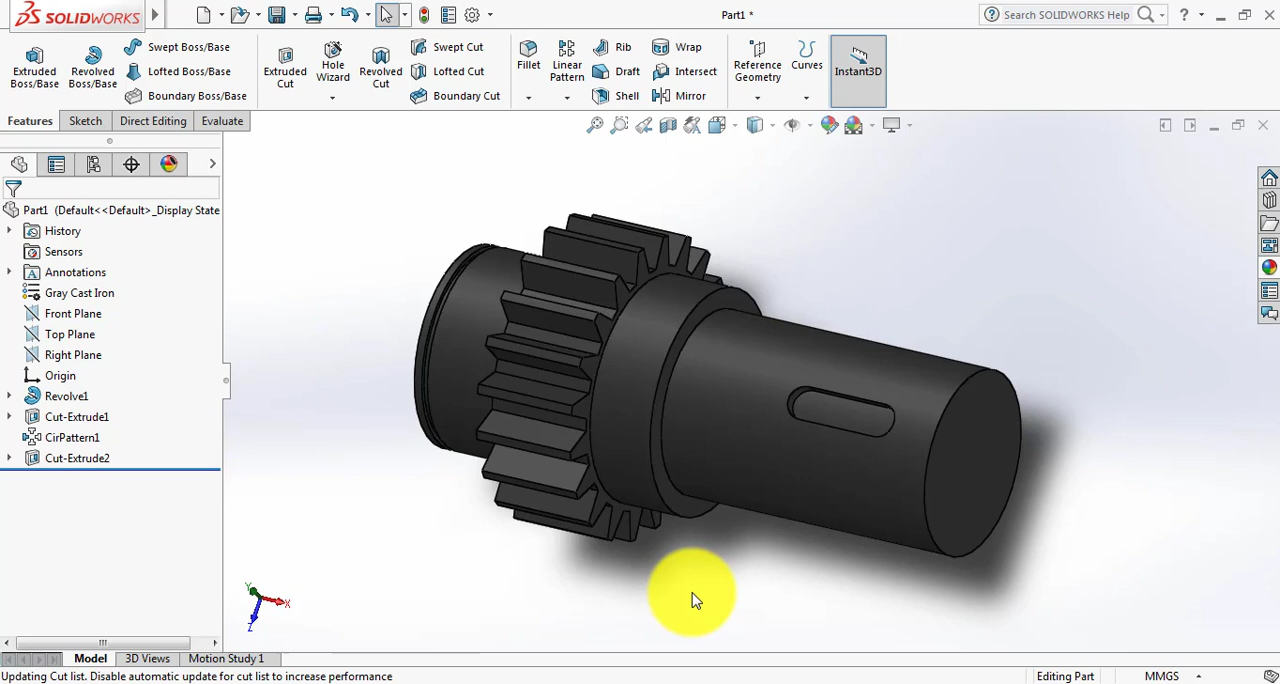 SOLIDWORKS
Part1 *
Search SOLIDWORKS Help
?
Extruded Boss/Base
Revolved Boss/Base
Swept Boss/Base
Lofted Boss/Base
Boundary Boss/Base
Extruded Cut
Hole Wizard
Revolved Cut
Swept Cut
Lofted Cut
Boundary Cut
Fillet
Linear Pattern
Rib
Draft
Shell
Wrap
Intersect
Mirror
Reference Geometry
Curves
Instant3D
Features
Sketch
Direct Editing
Evaluate
Part1 (Default<<Default>_Display State
History
Sensors
Annotations
Gray Cast Iron
Front Plane
Top Plane
Right Plane
Origin
Revolve1
Cut-Extrude1
CirPattern1
Cut-Extrude2
Y
X
Z
Model
3D Views
Motion Study 1
Updating Cut list. Disable automatic update for cut list to increase performance
Editing Part
MMGS